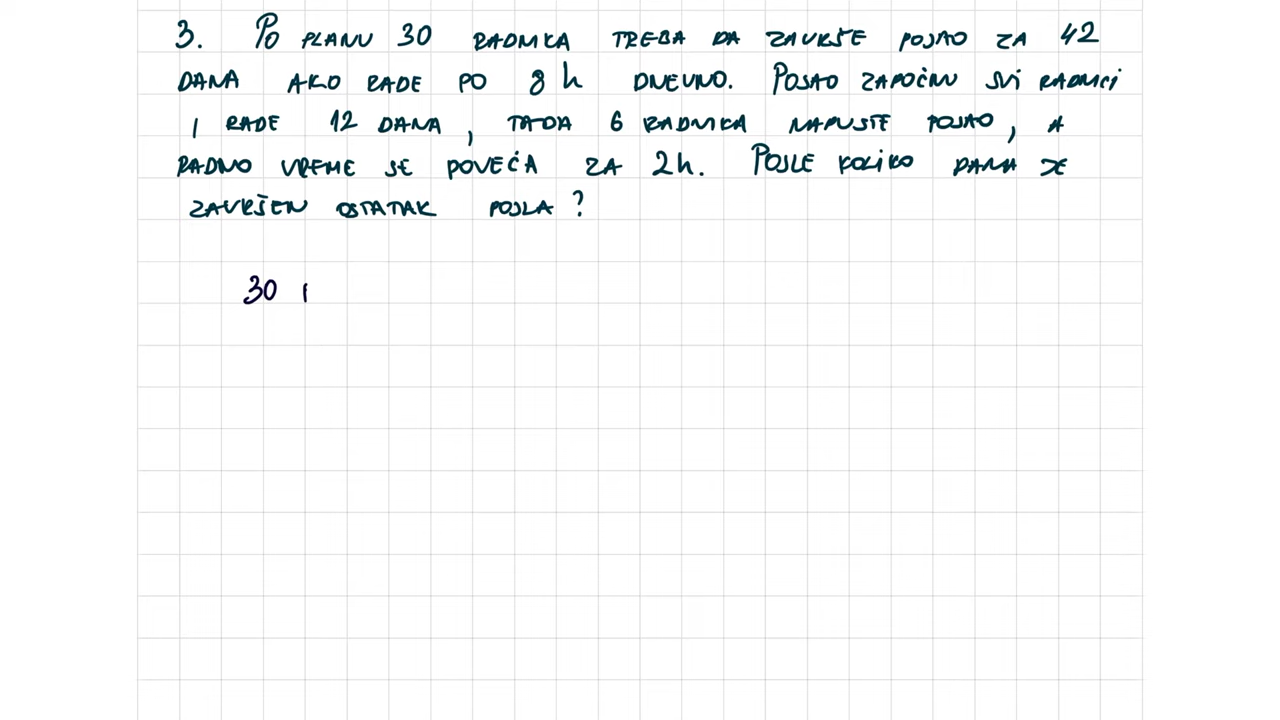 3. PO PLANU 30 RADNIKA TREBA DA ZAVRŠE POSAO ZA 42
DANA AKO RADE PO 8h DNEVNO. POSAO ZAPOČINJU SVI RADNICI
I RADE 12 DANA, TADA 6 RADNIKA NAPUSTE POSAO, A
RADNO VREME SE POVEĆA ZA 2h. POSLE KOLIKO DANA JE
ZAVRŠEN OSTATAK POSLA?
30